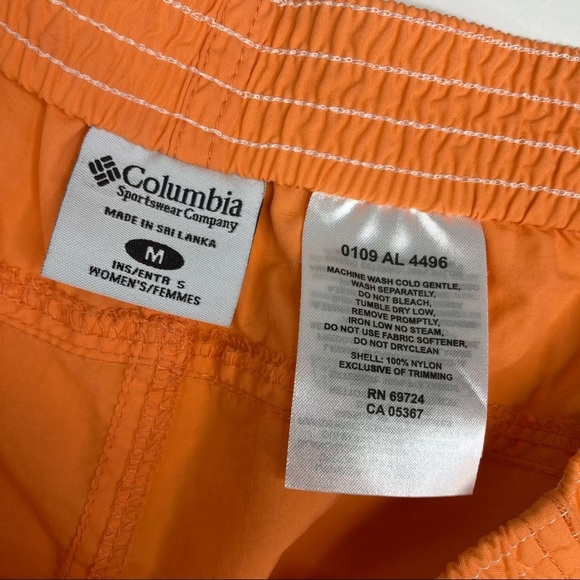 Columbia
Sportswear Company
MADE IN SRI LANKA
M
INS/ENTR S
WOMEN'S/FEMMES
0109 AL 4496
MACHINE WASH COLD GENTLE,
WASH SEPARATELY,
DO NOT BLEACH,
TUMBLE DRY LOW,
REMOVE PROMPTLY,
IRON LOW NO STEAM,
DO NOT USE FABRIC SOFTENER,
DO NOT DRYCLEAN
SHELL: 100% NYLON
EXCLUSIVE OF TRIMMING
RN 69724
CA 05367